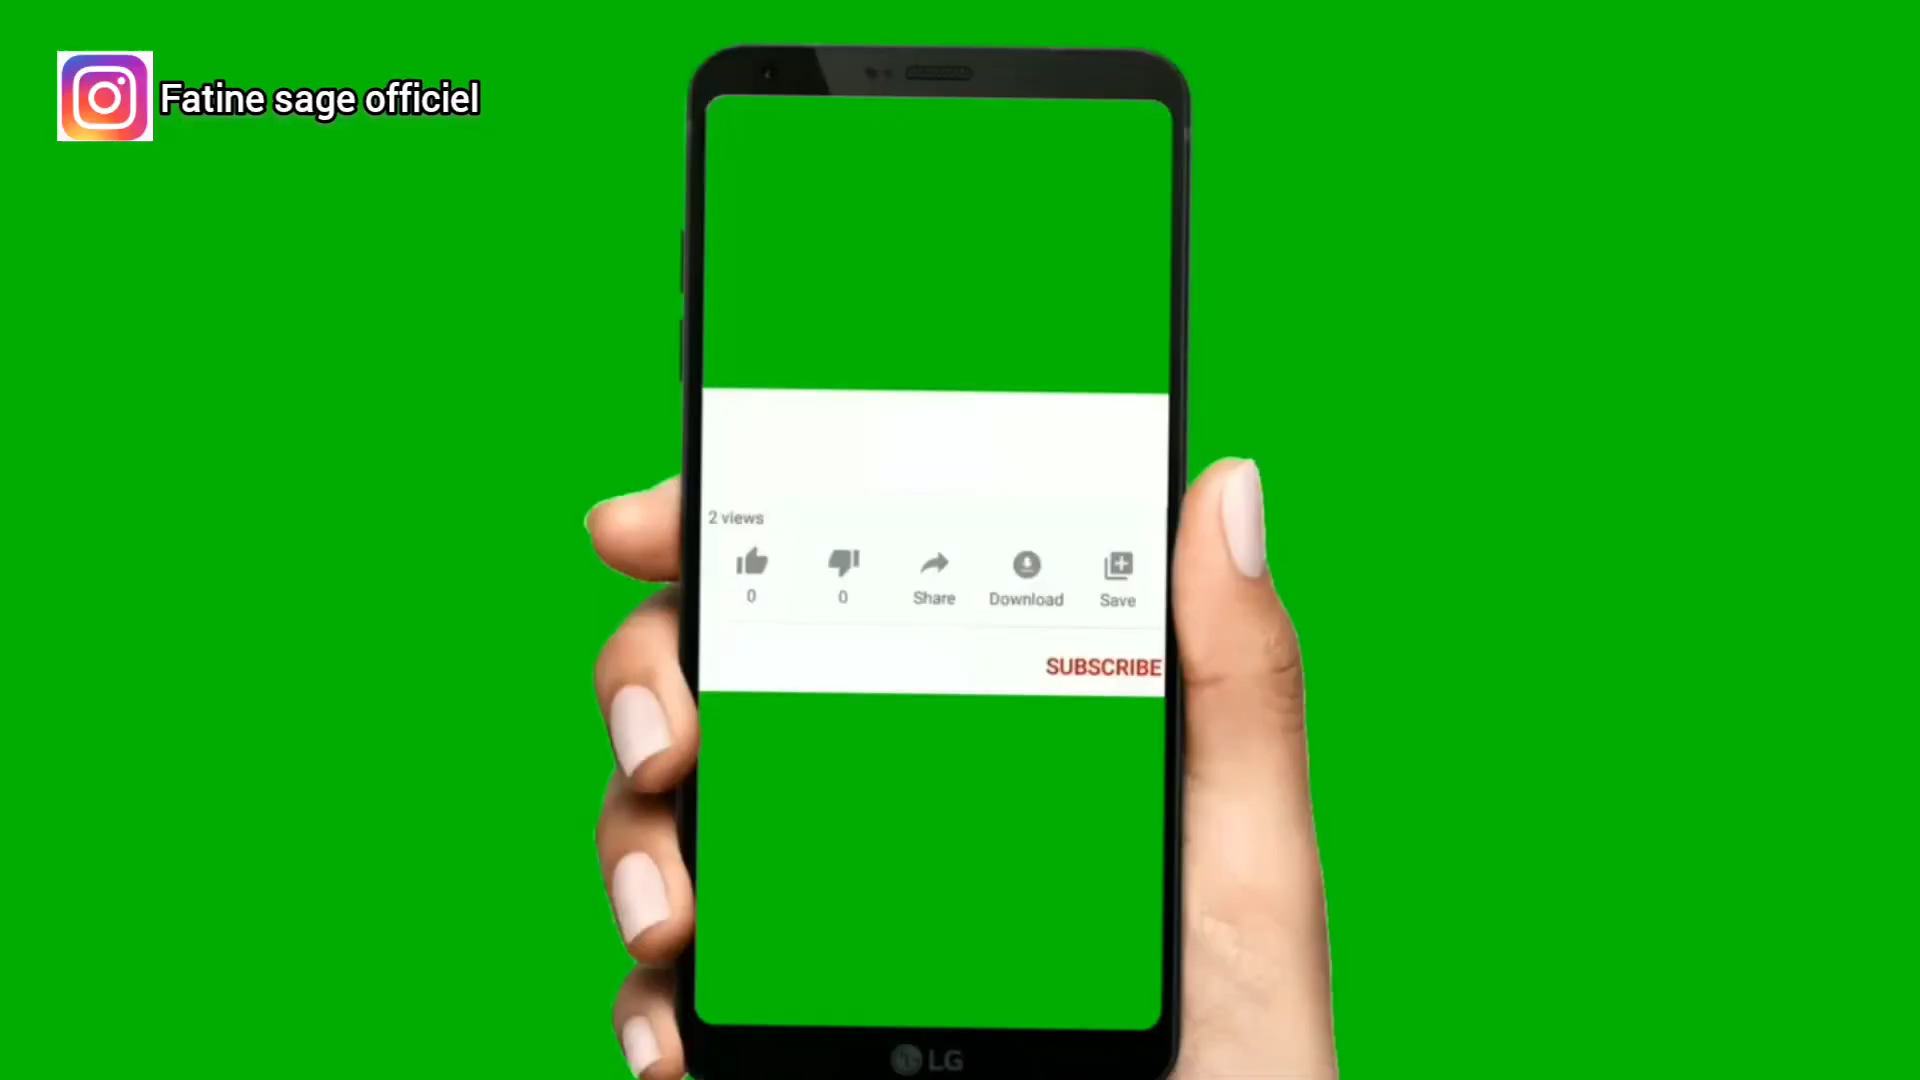 Fatine sage officiel
2 views
0
0
Share
Download
Save
SUBSCRIBE
LG